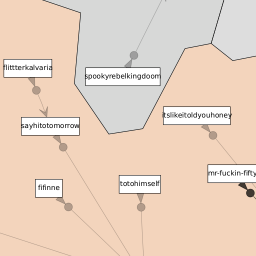 flittterkalvaria
spookyrebelkingdoom
sayhitotomorrow
itslikeitoldyouhoney
mr-fuckin-fifty
fifinne
totohimself